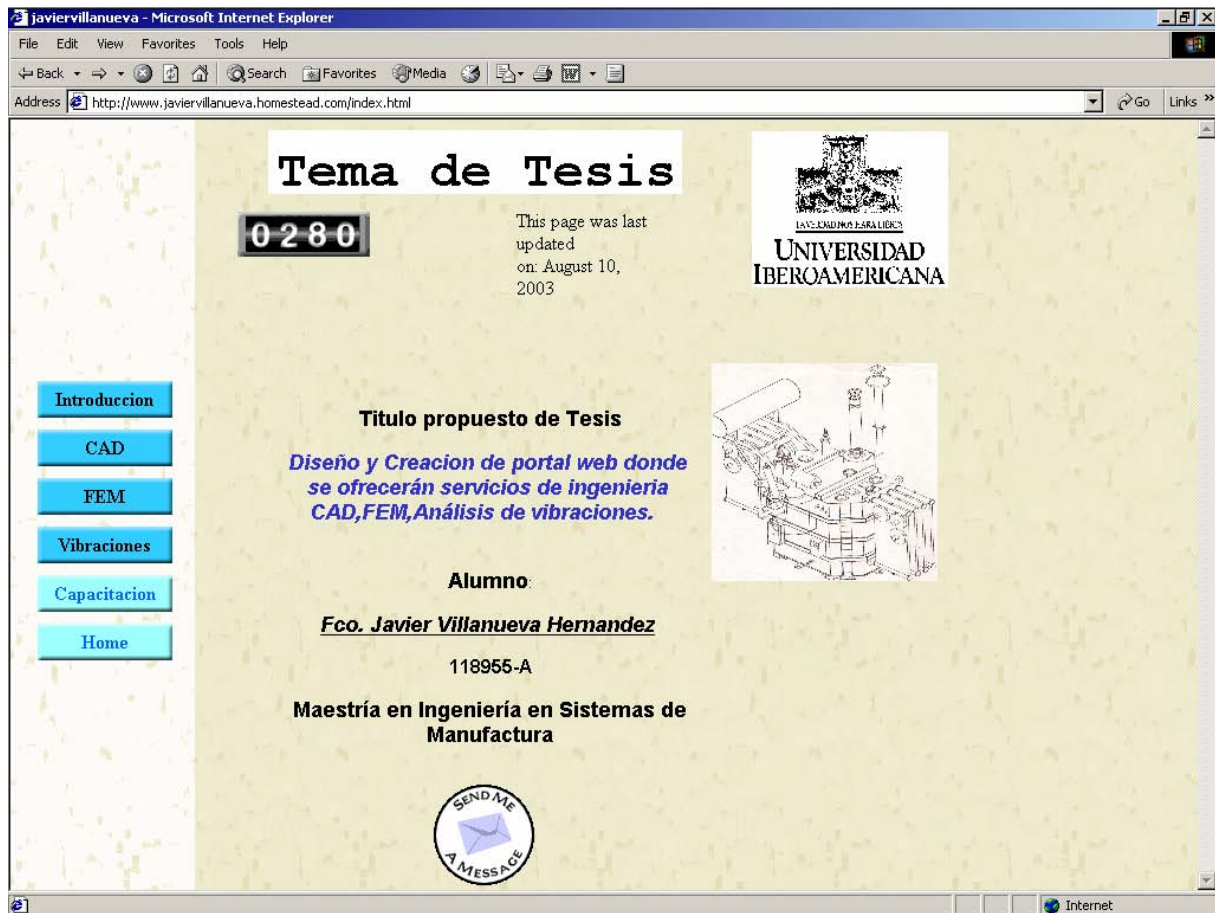 javiervillanueva - Microsoft Internet Explorer
File Edit View Favorites Tools Help
Back Search Favorites Media
Address http://www.javiervillanueva.homestead.com/index.html Go Links »
Tema de Tesis
0280
This page was last
updated
on: August 10,
2003
UNIVERSIDAD
IBEROAMERICANA
Introduccion
CAD
FEM
Vibraciones
Capacitacion
Home
Titulo propuesto de Tesis
Diseño y Creacion de portal web donde
se ofrecerán servicios de ingenieria
CAD,FEM,Análisis de vibraciones.
Alumno:
Fco. Javier Villanueva Hernandez
118955-A
Maestría en Ingeniería en Sistemas de
Manufactura
SEND ME
A MESSAGE
Internet